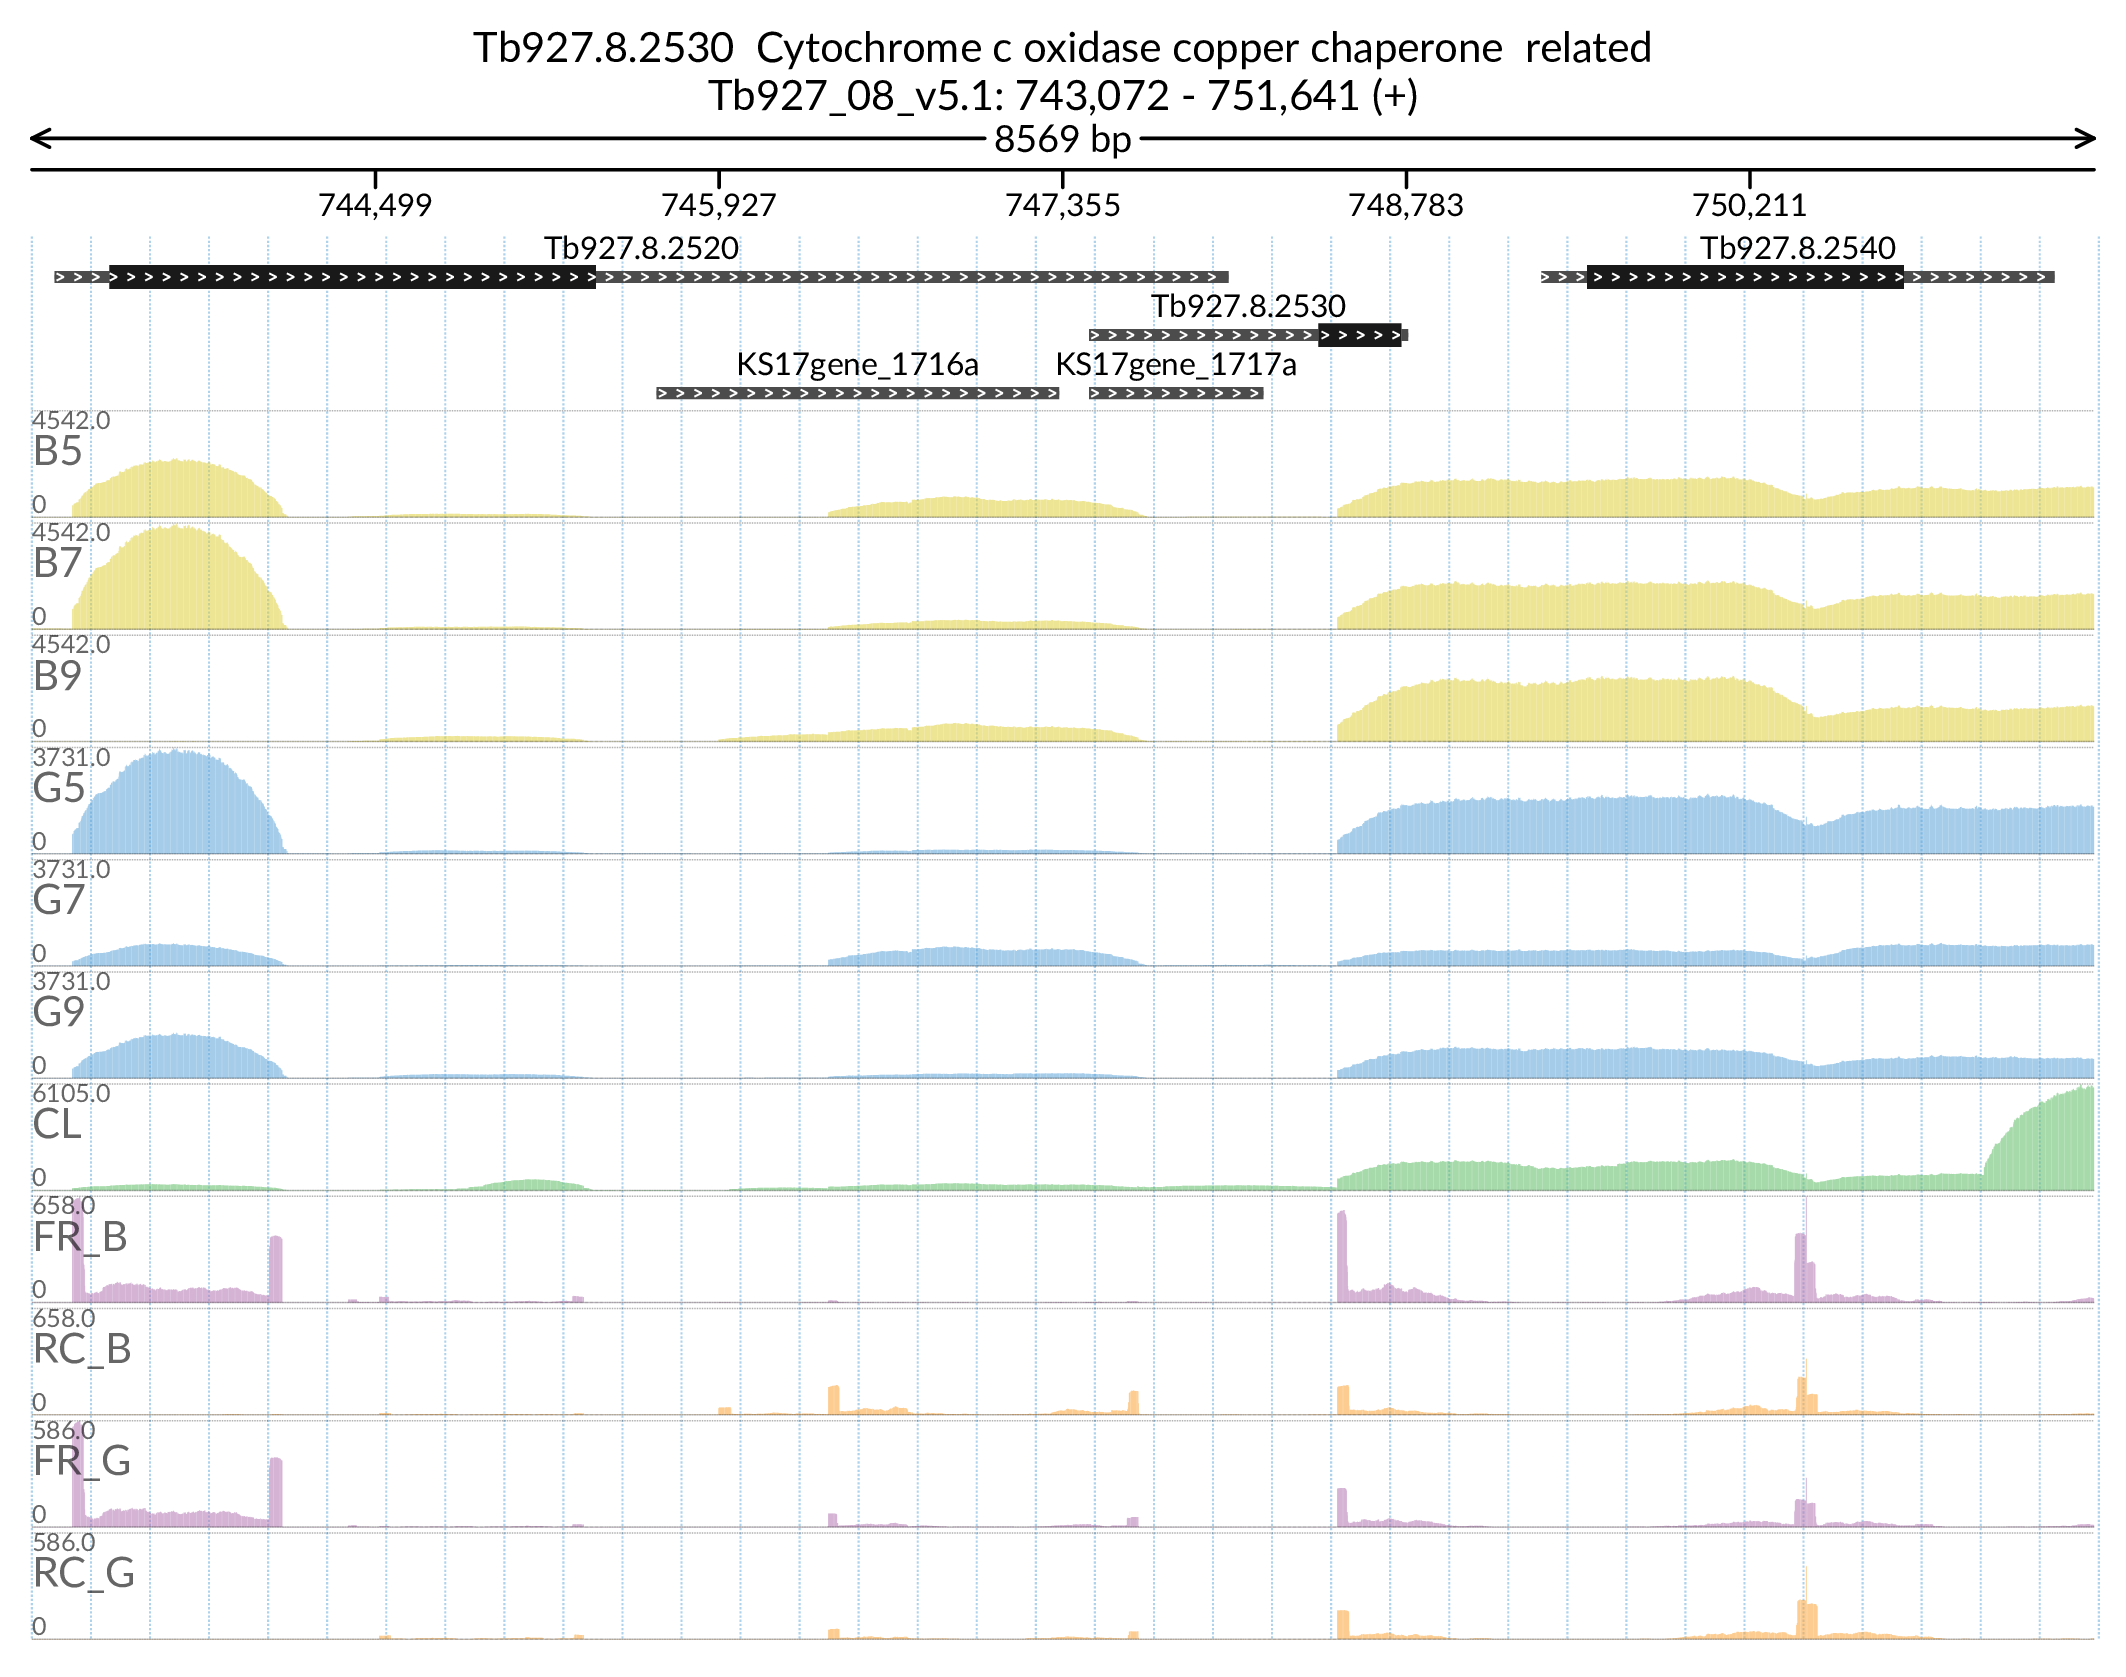 Tb927.8.2530  Cytochrome c oxidase copper chaperone  related
Tb927_08_v5.1: 743,072 - 751,641 (+)
8569 bp
744,499 745,927 747,355 748,783 750,211
Tb927.8.2520 Tb927.8.2540
Tb927.8.2530
KS17gene_1716a KS17gene_1717a
4542.0
B5
0
4542.0
B7
0
4542.0
B9
0
3731.0
G5
0
3731.0
G7
0
3731.0
G9
0
6105.0
CL
0
658.0
FR_B
0
658.0
RC_B
0
586.0
FR_G
0
586.0
RC_G
0